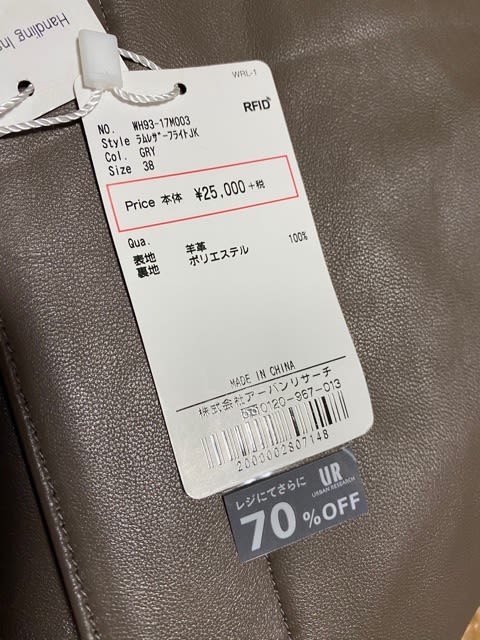 Handling In
WRL-1
RFID
NO. WH93-17M003
Style ラムレザーフライトJK
Col. GRY
Size 38
Price 本体 ¥25,000 +税
Qua.
表地 羊革
裏地 ポリエステル 100%
MADE IN CHINA
株式会社アーバンリサーチ
0120-967-013
2000002807148
レジにてさらに
UR
URBAN RESEARCH
70%OFF